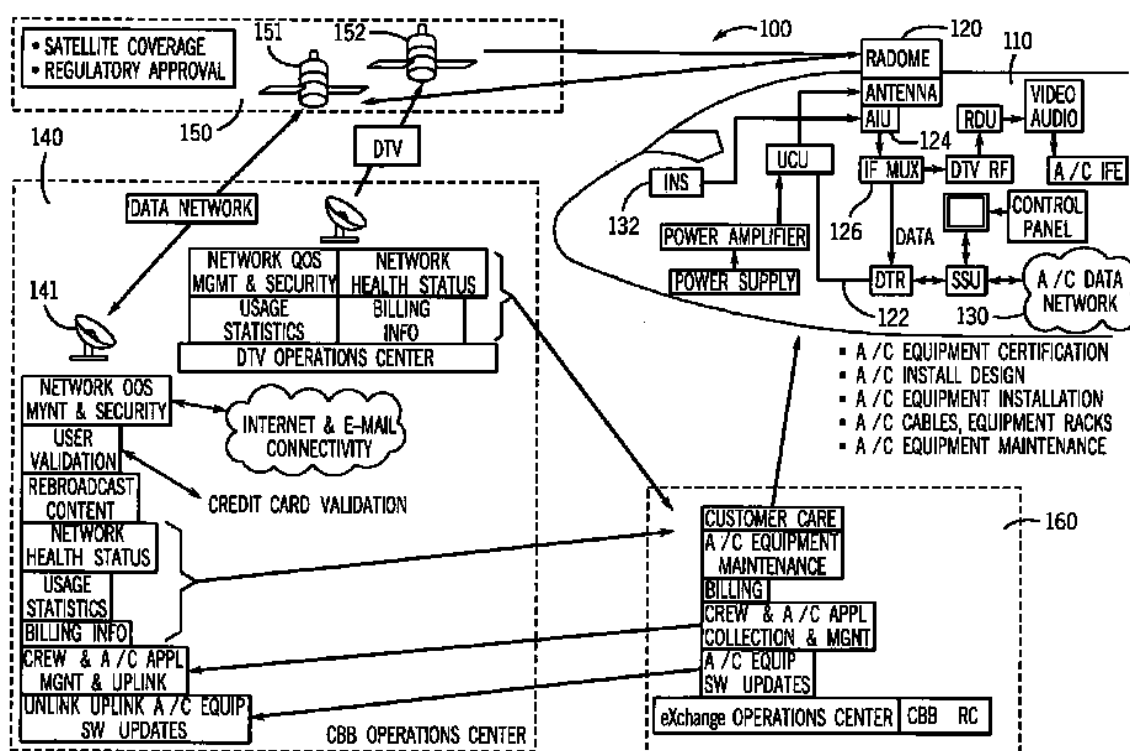 • SATELLITE COVERAGE
• REGULATORY APPROVAL
151
152
150
100
120
110
RADOME
ANTENNA
AIU
124
RDU
VIDEO
AUDIO
UCU
INS
132
IF MUX
126
DTV RF
A/C IFE
CONTROL
PANEL
POWER AMPLIFIER
POWER SUPPLY
DATA
DTR
122
SSU
130
A/C DATA
NETWORK
DTV
140
DATA NETWORK
141
NETWORK QOS
MGMT & SECURITY
NETWORK
HEALTH STATUS
USAGE
STATISTICS
BILLING
INFO
DTV OPERATIONS CENTER
NETWORK OOS
MYNT & SECURITY
INTERNET & E-MAIL
CONNECTIVITY
USER
VALIDATION
CREDIT CARD VALIDATION
REBROADCAST
CONTENT
NETWORK
HEALTH STATUS
USAGE
STATISTICS
BILLING INFO
CREW & A/C APPL
MGNT & UPLINK
UNLINK UPLINK A/C EQUIP
SW UPDATES
CBB OPERATIONS CENTER
▪ A/C EQUIPMENT CERTIFICATION
▪ A/C INSTALL DESIGN
▪ A/C EQUIPMENT INSTALLATION
▪ A/C CABLES, EQUIPMENT RACKS
▪ A/C EQUIPMENT MAINTENANCE
160
CUSTOMER CARE
A/C EQUIPMENT
MAINTENANCE
BILLING
CREW & A/C APPL
COLLECTION & MGNT
A/C EQUIP
SW UPDATES
eXchange OPERATIONS CENTER
CBB RC